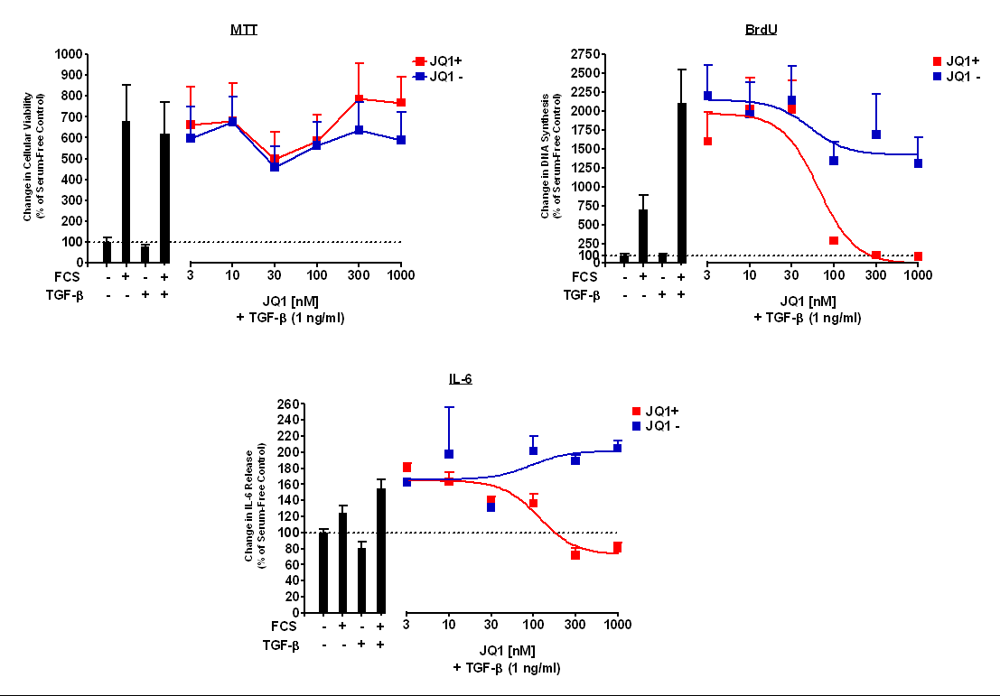 MTT
1000
900
800
700
600
500
400
300
200
100
0
Change in Cellular Viability
(% of Serum-Free Control)
JQ1+
JQ1 -
3 10 30 100 300 1000
FCS - + - +
TGF-β - - + +
JQ1 [nM]
+ TGF-β (1 ng/ml)
BrdU
2750
2500
2250
2000
1750
1500
1250
1000
750
500
250
100
0
Change in DNA Synthesis
(% of Serum-Free Control)
JQ1+
JQ1 -
3 10 30 100 300 1000
FCS - + - +
TGF-β - - + +
JQ1 [nM]
+ TGF-β (1 ng/ml)
IL-6
260
240
220
200
180
160
140
120
100
80
60
40
20
0
Change in IL-6 Release
(% of Serum-Free Control)
JQ1+
JQ1 -
3 10 30 100 300 1000
FCS - + - +
TGF-β - - + +
JQ1 [nM]
+ TGF-β (1 ng/ml)